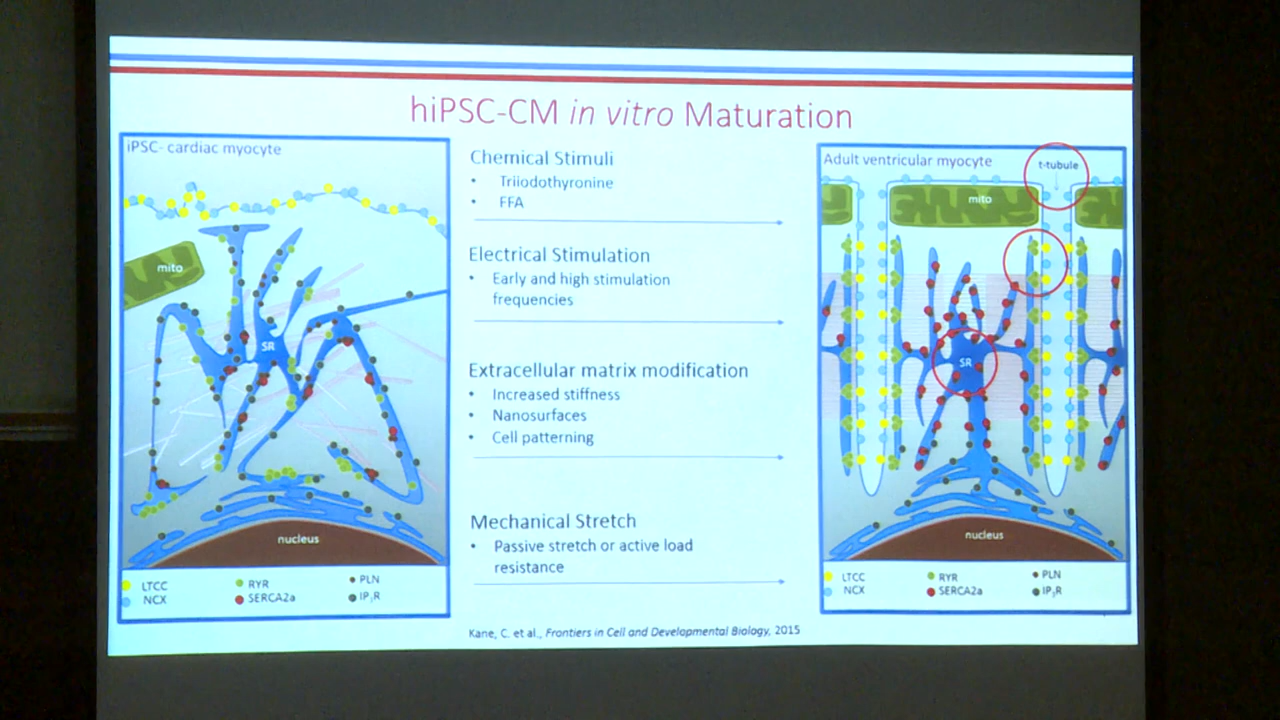 hiPSC-CM in vitro Maturation
iPSC- cardiac myocyte
mito
SR
nucleus
LTCC
RYR
PLN
NCX
SERCA2a
IP₃R
Chemical Stimuli
• Triiodothyronine
• FFA
Electrical Stimulation
• Early and high stimulation
frequencies
Extracellular matrix modification
• Increased stiffness
• Nanosurfaces
• Cell patterning
Mechanical Stretch
• Passive stretch or active load
resistance
Adult ventricular myocyte
t-tubule
mito
SR
nucleus
LTCC
RYR
PLN
NCX
SERCA2a
IP₃R
Kane, C. et al., Frontiers in Cell and Developmental Biology, 2015